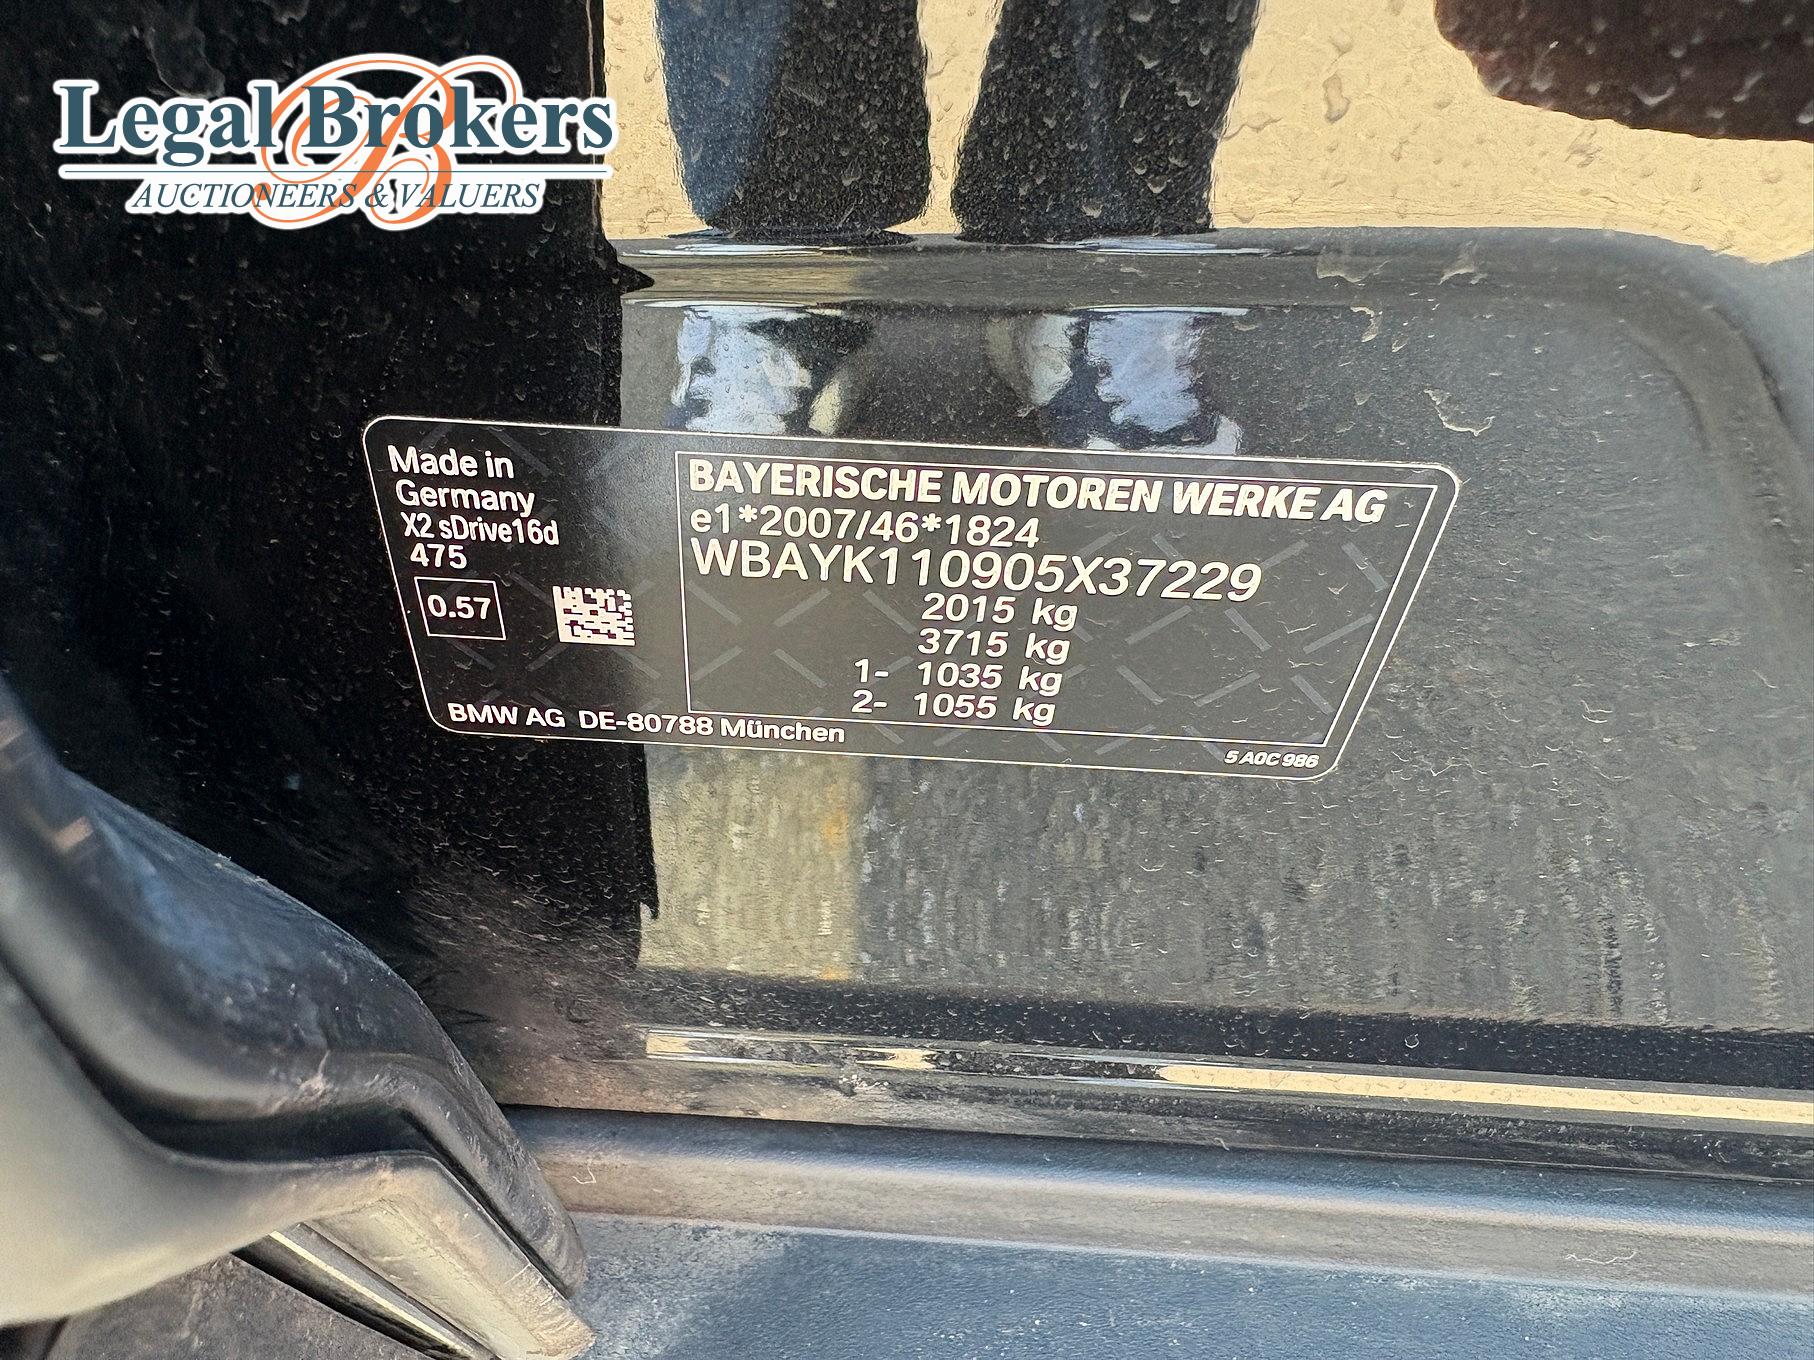 Legal Brokers
AUCTIONEERS & VALUERS
Made in
Germany
X2 sDrive16d
475
0.57
BMW AG DE-80788 München
BAYERISCHE MOTOREN WERKE AG
e1*2007/46*1824
WBAYK110905X37229
2015 kg
3715 kg
1- 1035 kg
2- 1055 kg
5 A0C 986